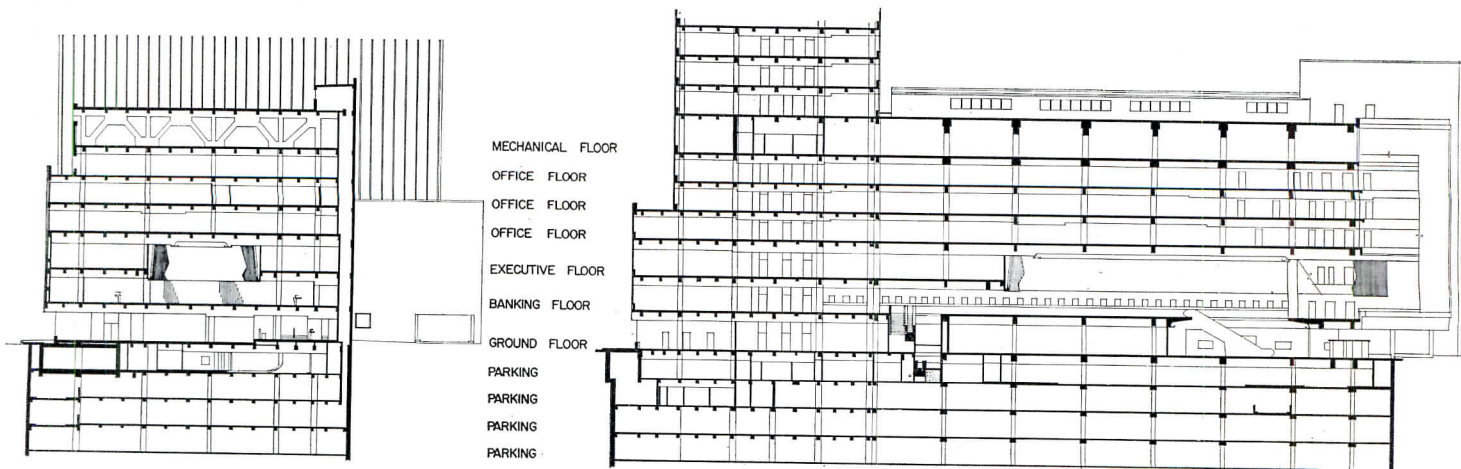 MECHANICAL FLOOR
OFFICE FLOOR
OFFICE FLOOR
OFFICE FLOOR
EXECUTIVE FLOOR
BANKING FLOOR
GROUND FLOOR
PARKING
PARKING
PARKING
PARKING